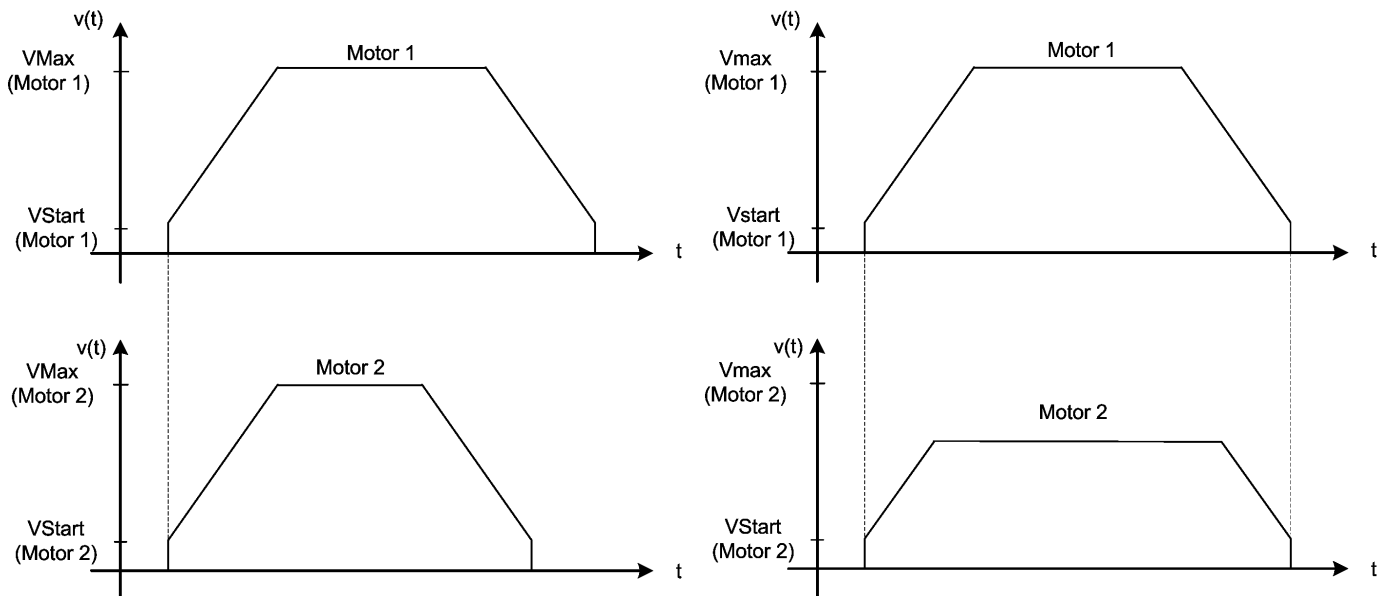 v(t)
VMax
(Motor 1)
Motor 1
VStart
(Motor 1)
t
v(t)
Vmax
(Motor 1)
Motor 1
Vstart
(Motor 1)
t
v(t)
VMax
(Motor 2)
Motor 2
VStart
(Motor 2)
t
v(t)
Vmax
(Motor 2)
Motor 2
VStart
(Motor 2)
t